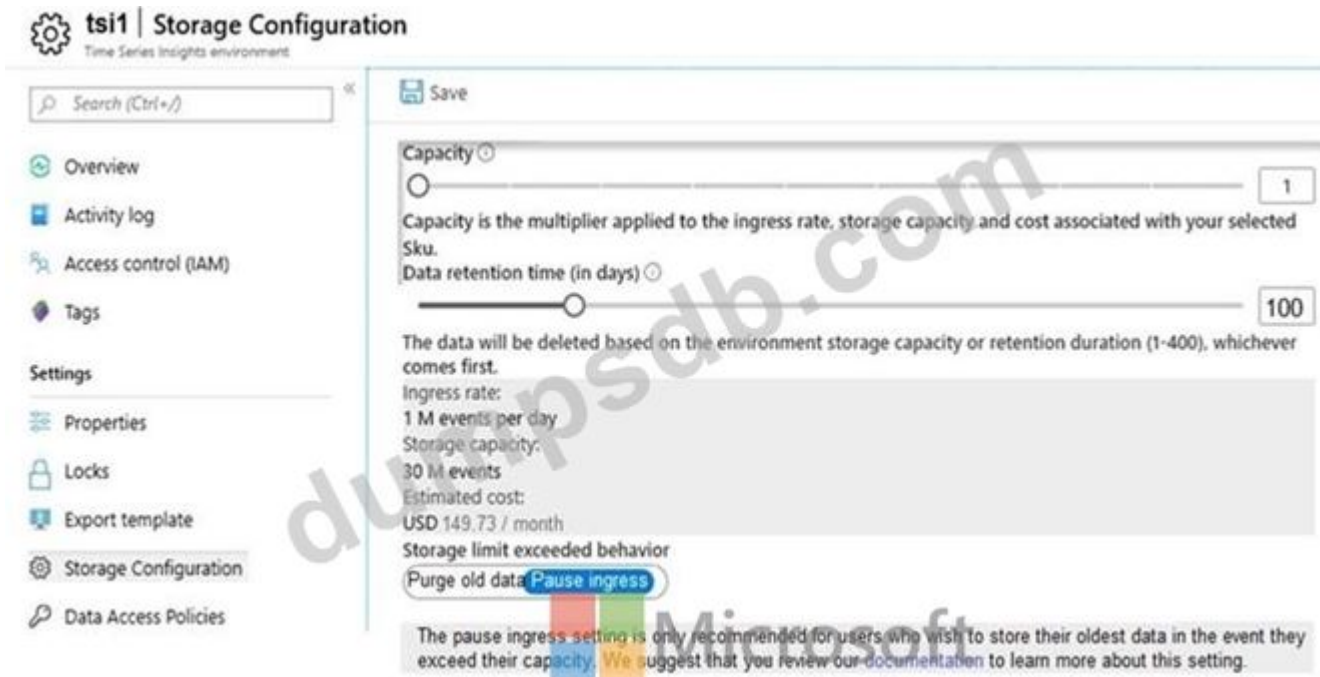 tsi1 | Storage Configuration
Time Series Insights environment
Search (Ctrl+/)
«
Overview
Activity log
Access control (IAM)
Tags
Settings
Properties
Locks
Export template
Storage Configuration
Data Access Policies
Save
Capacity
1
Capacity is the multiplier applied to the ingress rate, storage capacity and cost associated with your selected
Sku.
Data retention time (in days)
100
The data will be deleted based on the environment storage capacity or retention duration (1-400), whichever
comes first.
Ingress rate:
1 M events per day
Storage capacity:
30 M events
Estimated cost:
USD 149.73 / month
Storage limit exceeded behavior
Purge old data Pause ingress
The pause ingress setting is only recommended for users who wish to store their oldest data in the event they
exceed their capacity. We suggest that you review our documentation to learn more about this setting.
dumpsdb.com
Microsoft